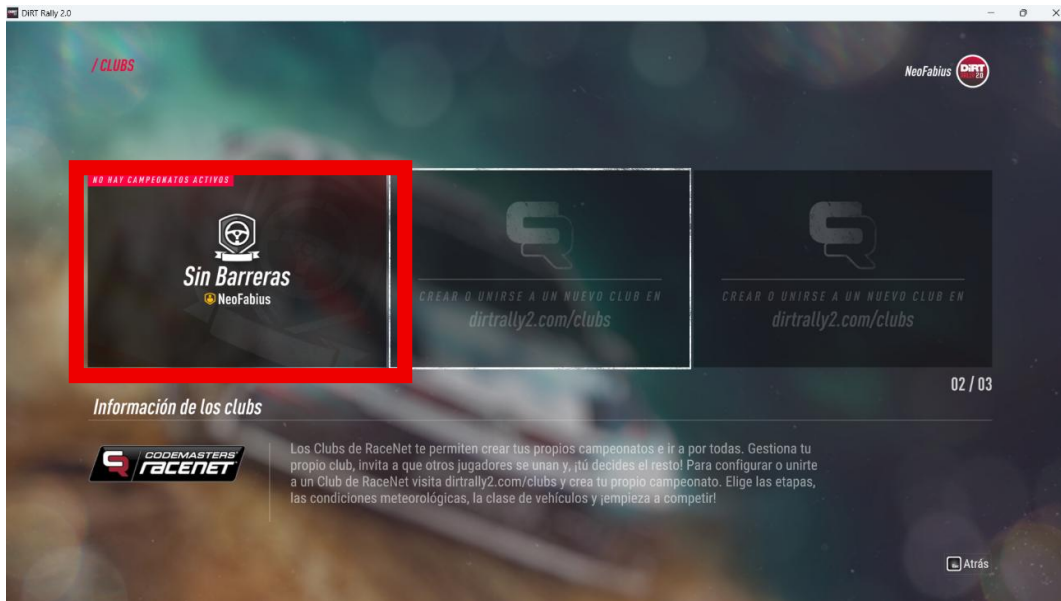 DiRT Rally 2.0
/ CLUBS
NeoFabius
DiRT
RALLY 2.0
NO HAY CAMPEONATOS ACTIVOS
Sin Barreras
NeoFabius
CREAR O UNIRSE A UN NUEVO CLUB EN
dirtrally2.com/clubs
CREAR O UNIRSE A UN NUEVO CLUB EN
dirtrally2.com/clubs
02 / 03
Información de los clubs
CODEMASTERS'
RACENET
Los Clubs de RaceNet te permiten crear tus propios campeonatos e ir a por todas. Gestiona tu
propio club, invita a que otros jugadores se unan y, ¡tú decides el resto! Para configurar o unirte
a un Club de RaceNet visita dirtrally2.com/clubs y crea tu propio campeonato. Elige las etapas,
las condiciones meteorológicas, la clase de vehículos y ¡empieza a competir!
Atrás